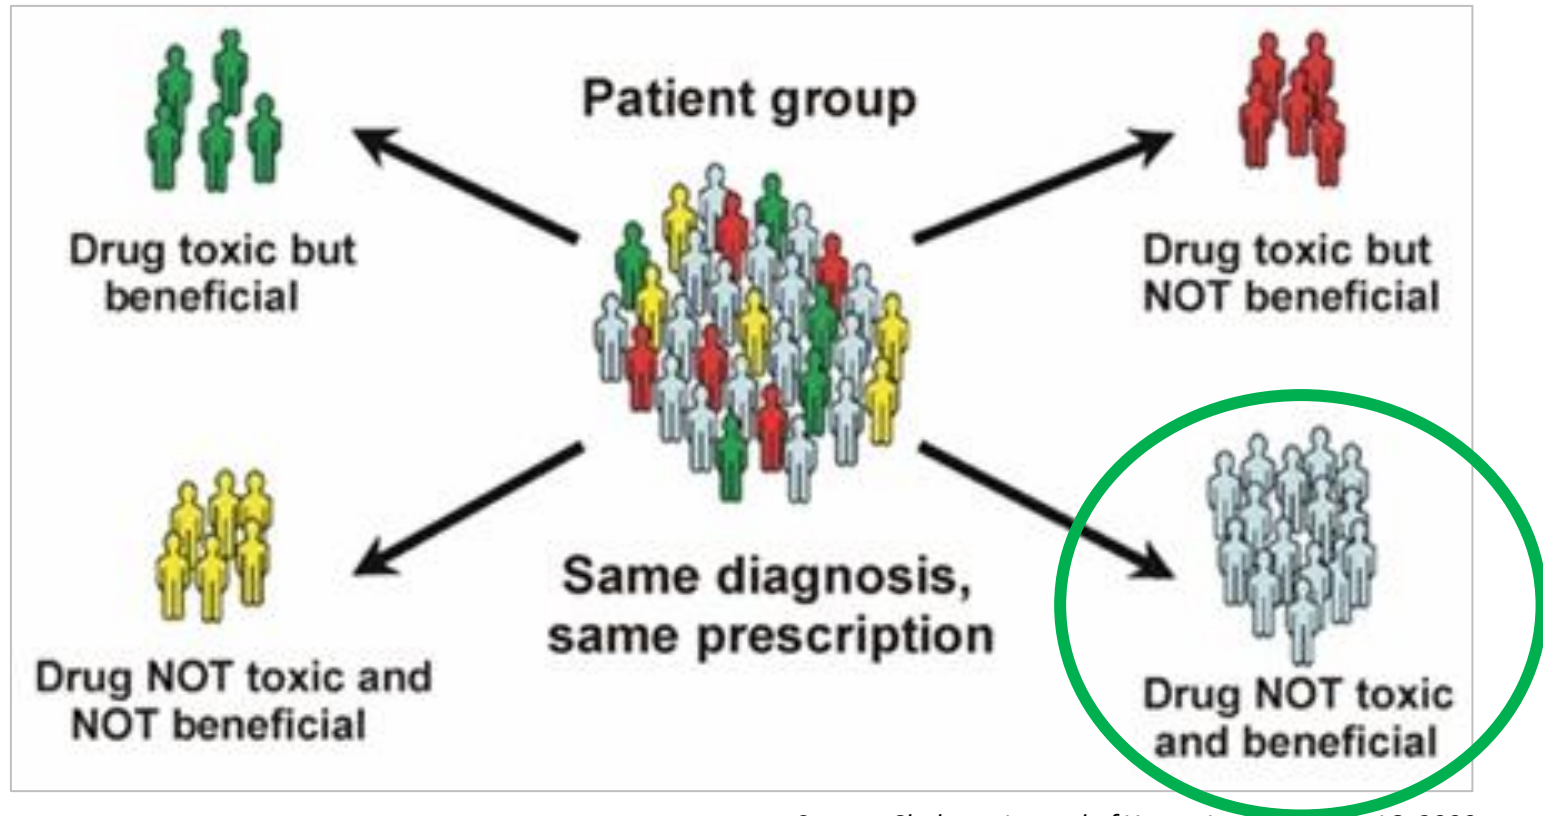 Patient group
Drug toxic but
beneficial
Drug toxic but
NOT beneficial
Same diagnosis,
same prescription
Drug NOT toxic and
NOT beneficial
Drug NOT toxic
and beneficial